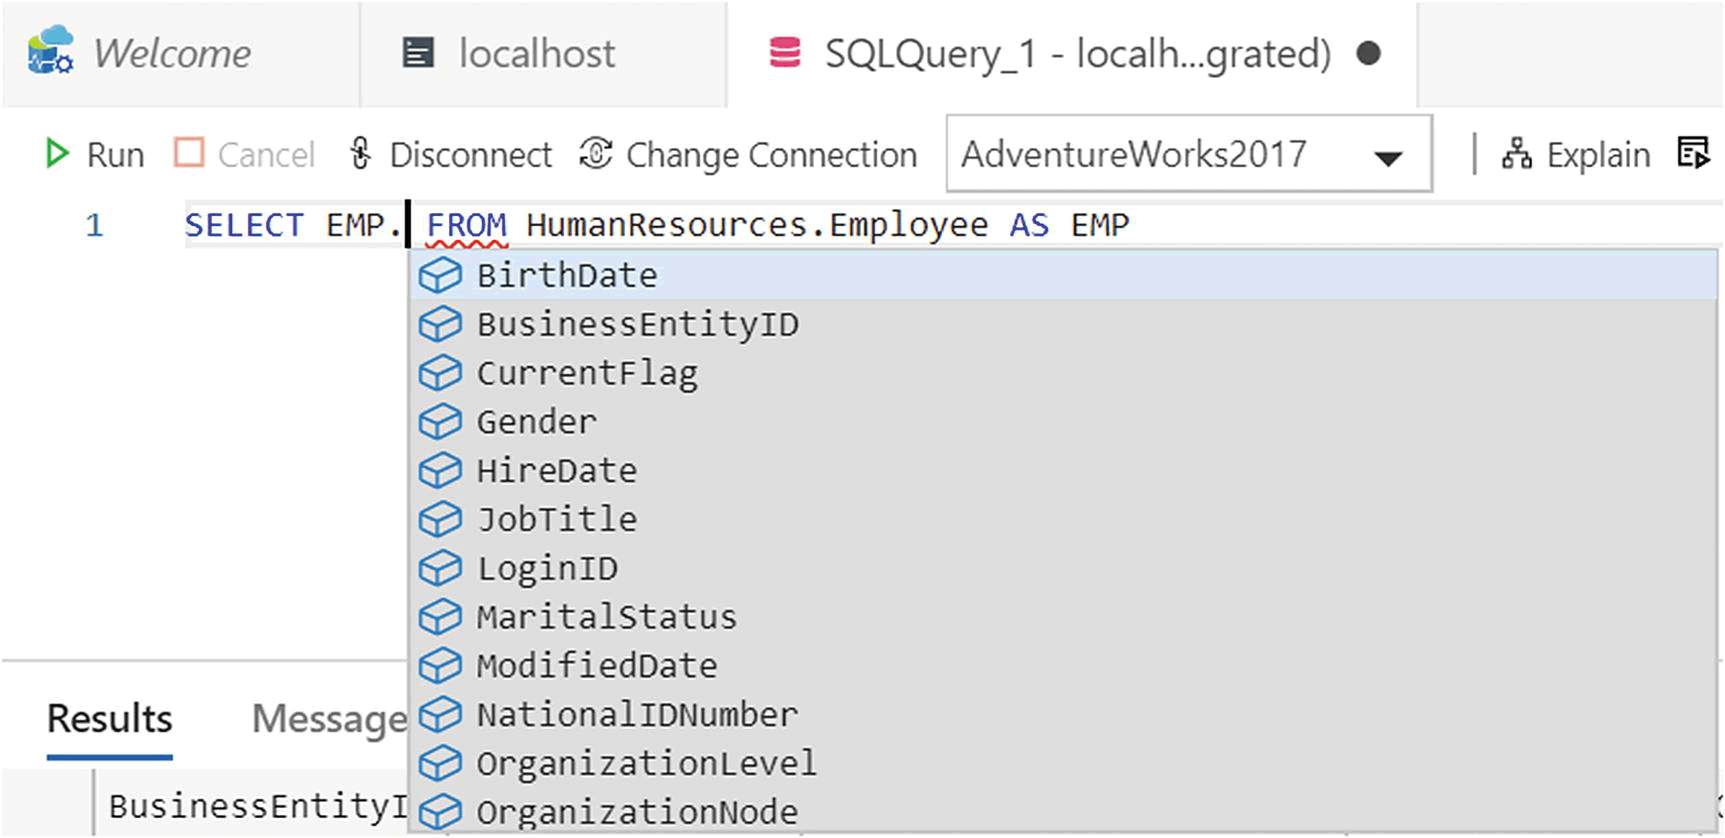 Welcome localhost SQLQuery_1 - localh...grated)
Run Cancel Disconnect Change Connection AdventureWorks2017 Explain
1 SELECT EMP. FROM HumanResources.Employee AS EMP
BirthDate
BusinessEntityID
CurrentFlag
Gender
HireDate
JobTitle
LoginID
MaritalStatus
ModifiedDate
Results Message NationalIDNumber
OrganizationLevel
BusinessEntityI OrganizationNode